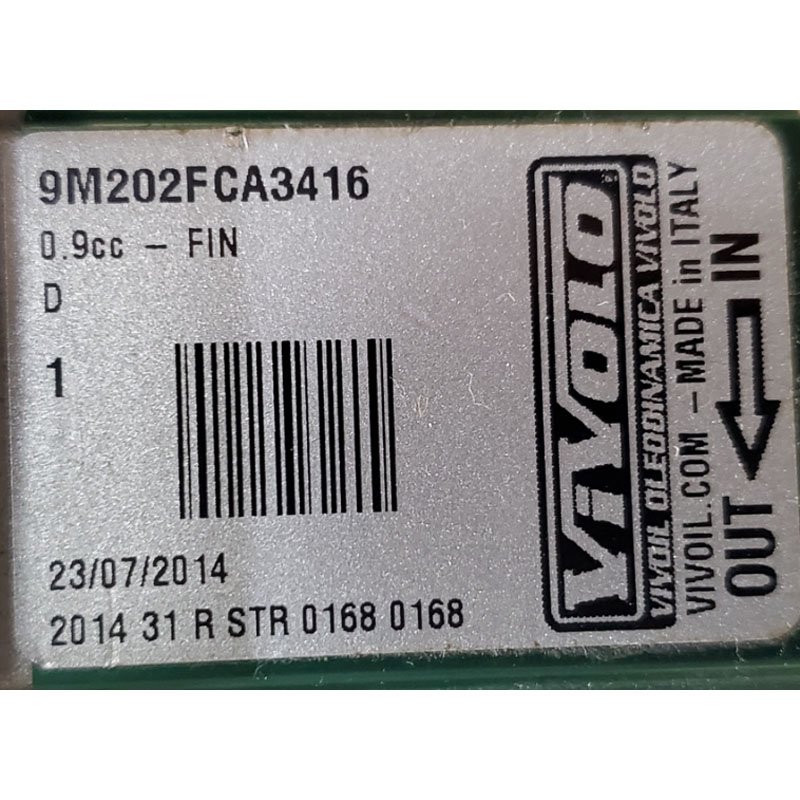 9M202FCA3416
0.9cc - FIN
D
1
23/07/2014
2014 31 R STR 0168 0168
VIVOLO
VIVOIL OLEODINAMICA VIVOLO
VIVOIL.COM - MADE in ITALY
IN
OUT